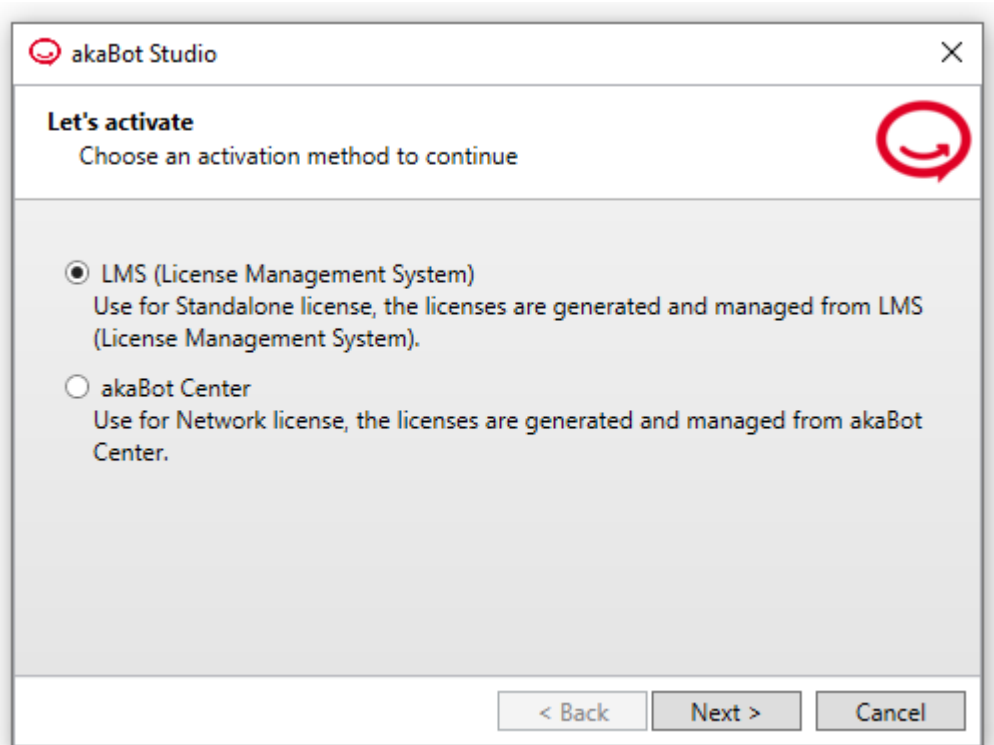 akaBot Studio
Let's activate
Choose an activation method to continue
LMS (License Management System)
Use for Standalone license, the licenses are generated and managed from LMS
(License Management System).
akaBot Center
Use for Network license, the licenses are generated and managed from akaBot
Center.
< Back
Next >
Cancel